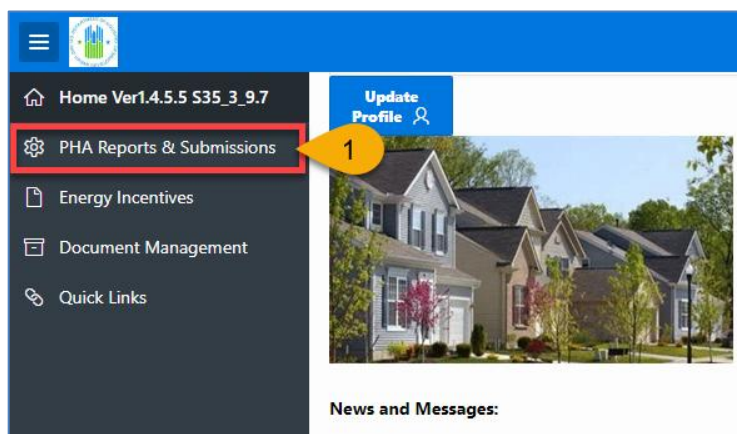 Home Ver1.4.5.5 S35_3_9.7
PHA Reports & Submissions
1
Energy Incentives
Document Management
Quick Links
Update
Profile
News and Messages: